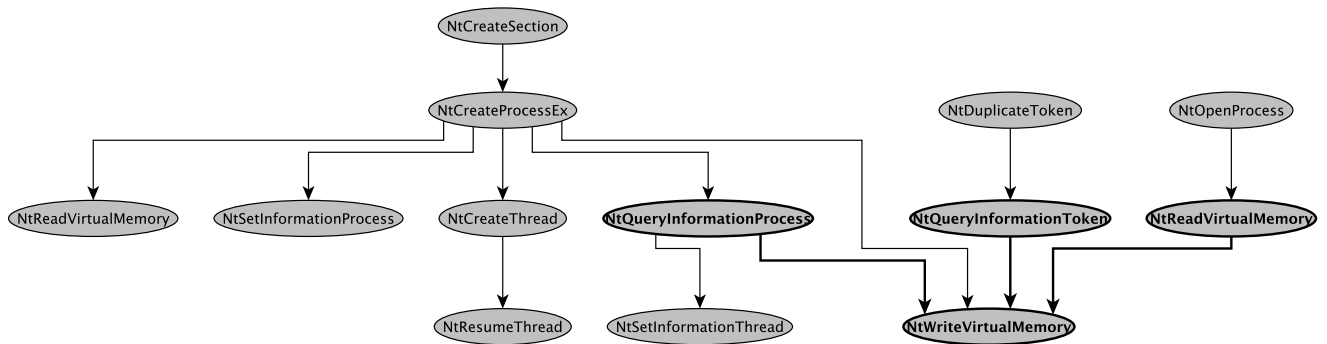 NtCreateSection
NtCreateProcessEx
NtDuplicateToken
NtOpenProcess
NtReadVirtualMemory
NtSetInformationProcess
NtCreateThread
NtQueryInformationProcess
NtQueryInformationToken
NtReadVirtualMemory
NtResumeThread
NtSetInformationThread
NtWriteVirtualMemory